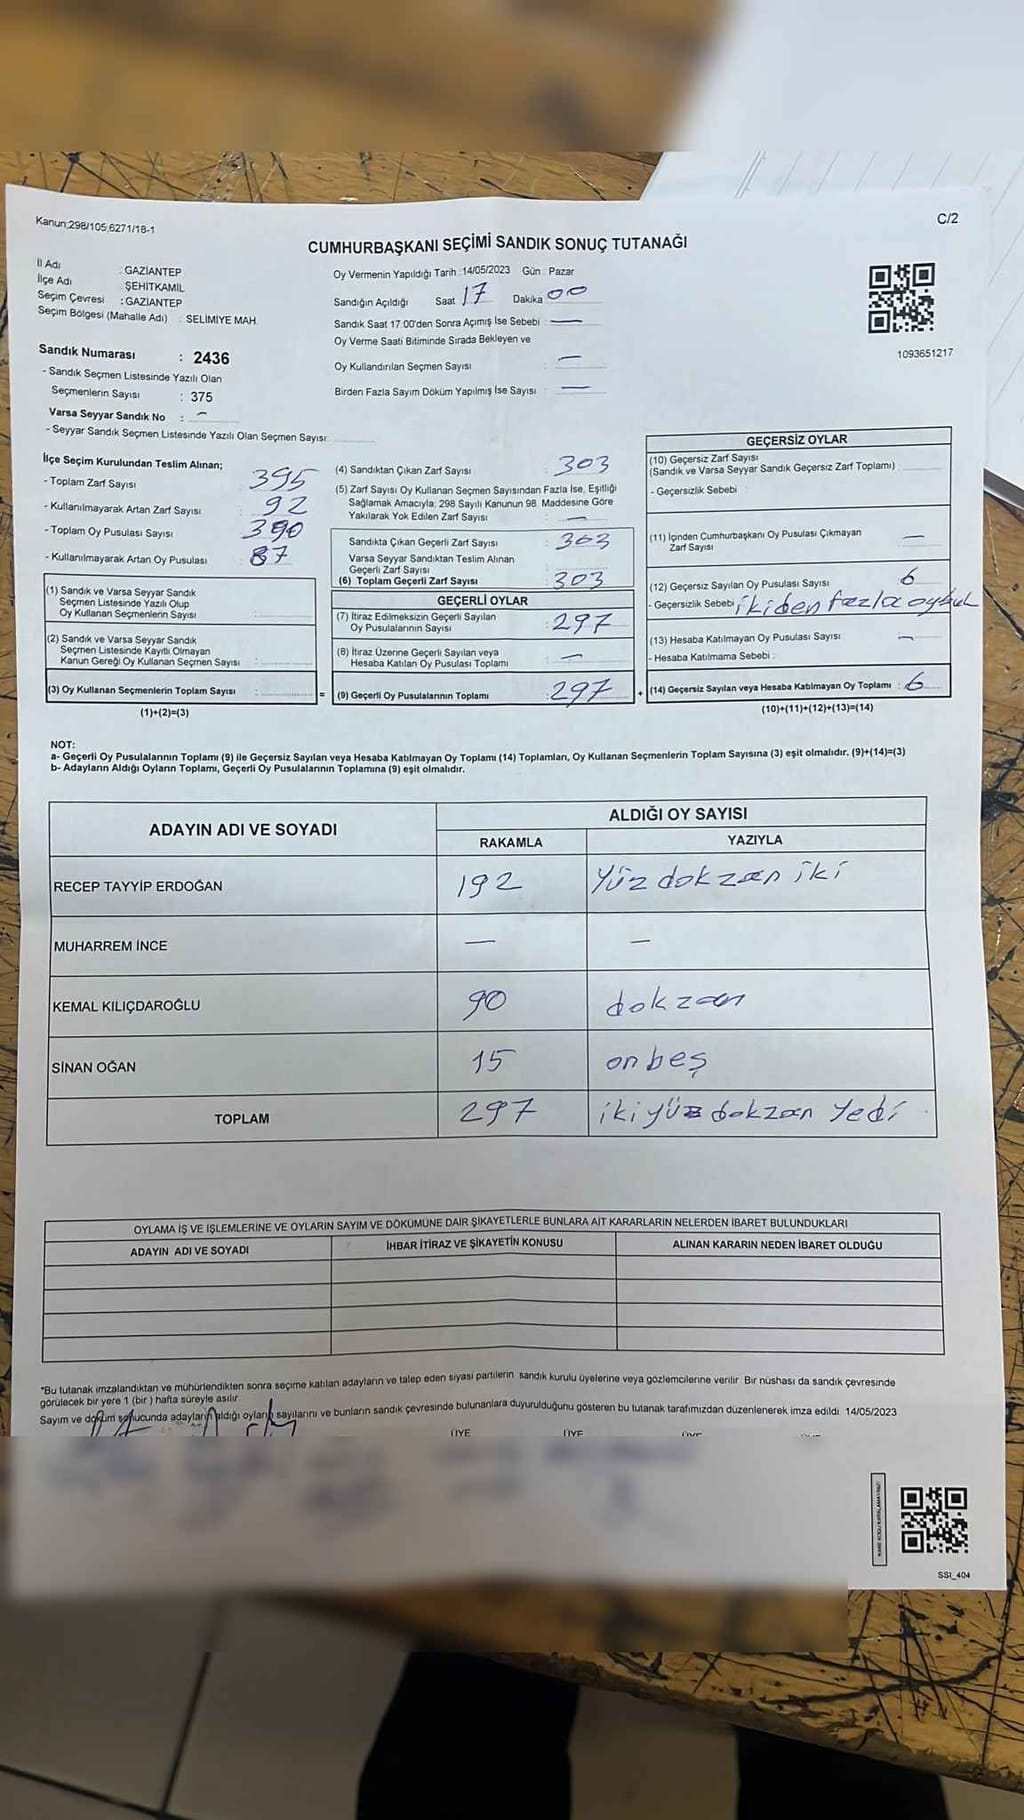 Kanun;298/105;6271/18-1
C/2
CUMHURBAŞKANI SEÇİMİ SANDIK SONUÇ TUTANAĞI
İl Adı : GAZİANTEP
İlçe Adı : ŞEHİTKAMİL
Seçim Çevresi : GAZİANTEP
Seçim Bölgesi (Mahalle Adı) : SELİMİYE MAH.
Sandık Numarası : 2436
- Sandık Seçmen Listesinde Yazılı Olan
Seçmenlerin Sayısı : 375
Varsa Seyyar Sandık No : -
- Seyyar Sandık Seçmen Listesinde Yazılı Olan Seçmen Sayısı:
Oy Vermenin Yapıldığı Tarih : 14/05/2023 Gün : Pazar
Sandığın Açıldığı Saat 17 Dakika 00
Sandık Saat 17:00'den Sonra Açımış İse Sebebi : —
Oy Verme Saati Bitiminde Sırada Bekleyen ve
Oy Kullandırılan Seçmen Sayısı : —
Birden Fazla Sayım Döküm Yapılmış İse Sayısı : —
1093651217
İlçe Seçim Kurulundan Teslim Alınan;
- Toplam Zarf Sayısı : 395
- Kullanılmayarak Artan Zarf Sayısı : 92
- Toplam Oy Pusulası Sayısı : 390
- Kullanılmayarak Artan Oy Pusulası : 87
(1) Sandık ve Varsa Seyyar Sandık
Seçmen Listesinde Yazılı Olup
Oy Kullanan Seçmenlerin Sayısı :
(2) Sandık ve Varsa Seyyar Sandık
Seçmen Listesinde Kayıtlı Olmayan
Kanun Gereği Oy Kullanan Seçmen Sayısı :
(3) Oy Kullanan Seçmenlerin Toplam Sayısı :
(1)+(2)=(3)
=
(4) Sandıktan Çıkan Zarf Sayısı : 303
(5) Zarf Sayısı Oy Kullanan Seçmen Sayısından Fazla İse, Eşitliği
Sağlamak Amacıyla, 298 Sayılı Kanunun 98. Maddesine Göre
Yakılarak Yok Edilen Zarf Sayısı : —
Sandıkta Çıkan Geçerli Zarf Sayısı : 303
Varsa Seyyar Sandıktan Teslim Alınan
Geçerli Zarf Sayısı :
(6) Toplam Geçerli Zarf Sayısı : 303
GEÇERLİ OYLAR
(7) İtiraz Edilmeksizin Geçerli Sayılan
Oy Pusulalarının Sayısı : 297
(8) İtiraz Üzerine Geçerli Sayılan veya
Hesaba Katılan Oy Pusulası Toplamı : —
(9) Geçerli Oy Pusulalarının Toplamı : 297
+
GEÇERSİZ OYLAR
(10) Geçersiz Zarf Sayısı
(Sandık ve Varsa Seyyar Sandık Geçersiz Zarf Toplamı) :
- Geçersizlik Sebebi :
(11) İçinden Cumhurbaşkanı Oy Pusulası Çıkmayan
Zarf Sayısı : —
(12) Geçersiz Sayılan Oy Pusulası Sayısı : 6
- Geçersizlik Sebebi : ikiden fazla oy kul
(13) Hesaba Katılmayan Oy Pusulası Sayısı : —
- Hesaba Katılmama Sebebi :
(14) Geçersiz Sayılan veya Hesaba Katılmayan Oy Toplamı : 6
(10)+(11)+(12)+(13)=(14)
NOT:
a- Geçerli Oy Pusulalarının Toplamı (9) ile Geçersiz Sayılan veya Hesaba Katılmayan Oy Toplamı (14) Toplamları, Oy Kullanan Seçmenlerin Toplam Sayısına (3) eşit olmalıdır. (9)+(14)=(3)
b- Adayların Aldığı Oyların Toplamı, Geçerli Oy Pusulalarının Toplamına (9) eşit olmalıdır.
ADAYIN ADI VE SOYADI ALDIĞI OY SAYISI
RAKAMLA YAZIYLA
RECEP TAYYİP ERDOĞAN 192 Yüz dokzan iki
MUHARREM İNCE — —
KEMAL KILIÇDAROĞLU 90 dokzan
SİNAN OĞAN 15 on beş
TOPLAM 297 iki yüz dokzan yedi
OYLAMA İŞ VE İŞLEMLERİNE VE OYLARIN SAYIM VE DÖKÜMÜNE DAİR ŞİKAYETLERLE BUNLARA AİT KARARLARIN NELERDEN İBARET BULUNDUKLARI
ADAYIN ADI VE SOYADI İHBAR İTİRAZ VE ŞİKAYETİN KONUSU ALINAN KARARIN NEDEN İBARET OLDUĞU
*Bu tutanak imzalandıktan ve mühürlendikten sonra seçime katılan adayların ve talep eden siyasi partilerin sandık kurulu üyelerine veya gözlemcilerine verilir. Bir nüshası da sandık çevresinde
görülecek bir yere 1 (bir) hafta süreyle asılır.
Sayım ve döküm sonucunda adayların aldığı oyların sayılarını ve bunların sandık çevresinde bulunanlara duyurulduğunu gösteren bu tutanak tarafımızdan düzenlenerek imza edildi. 14/05/2023
ÜYE ÜYE ÜYE
SSI_404